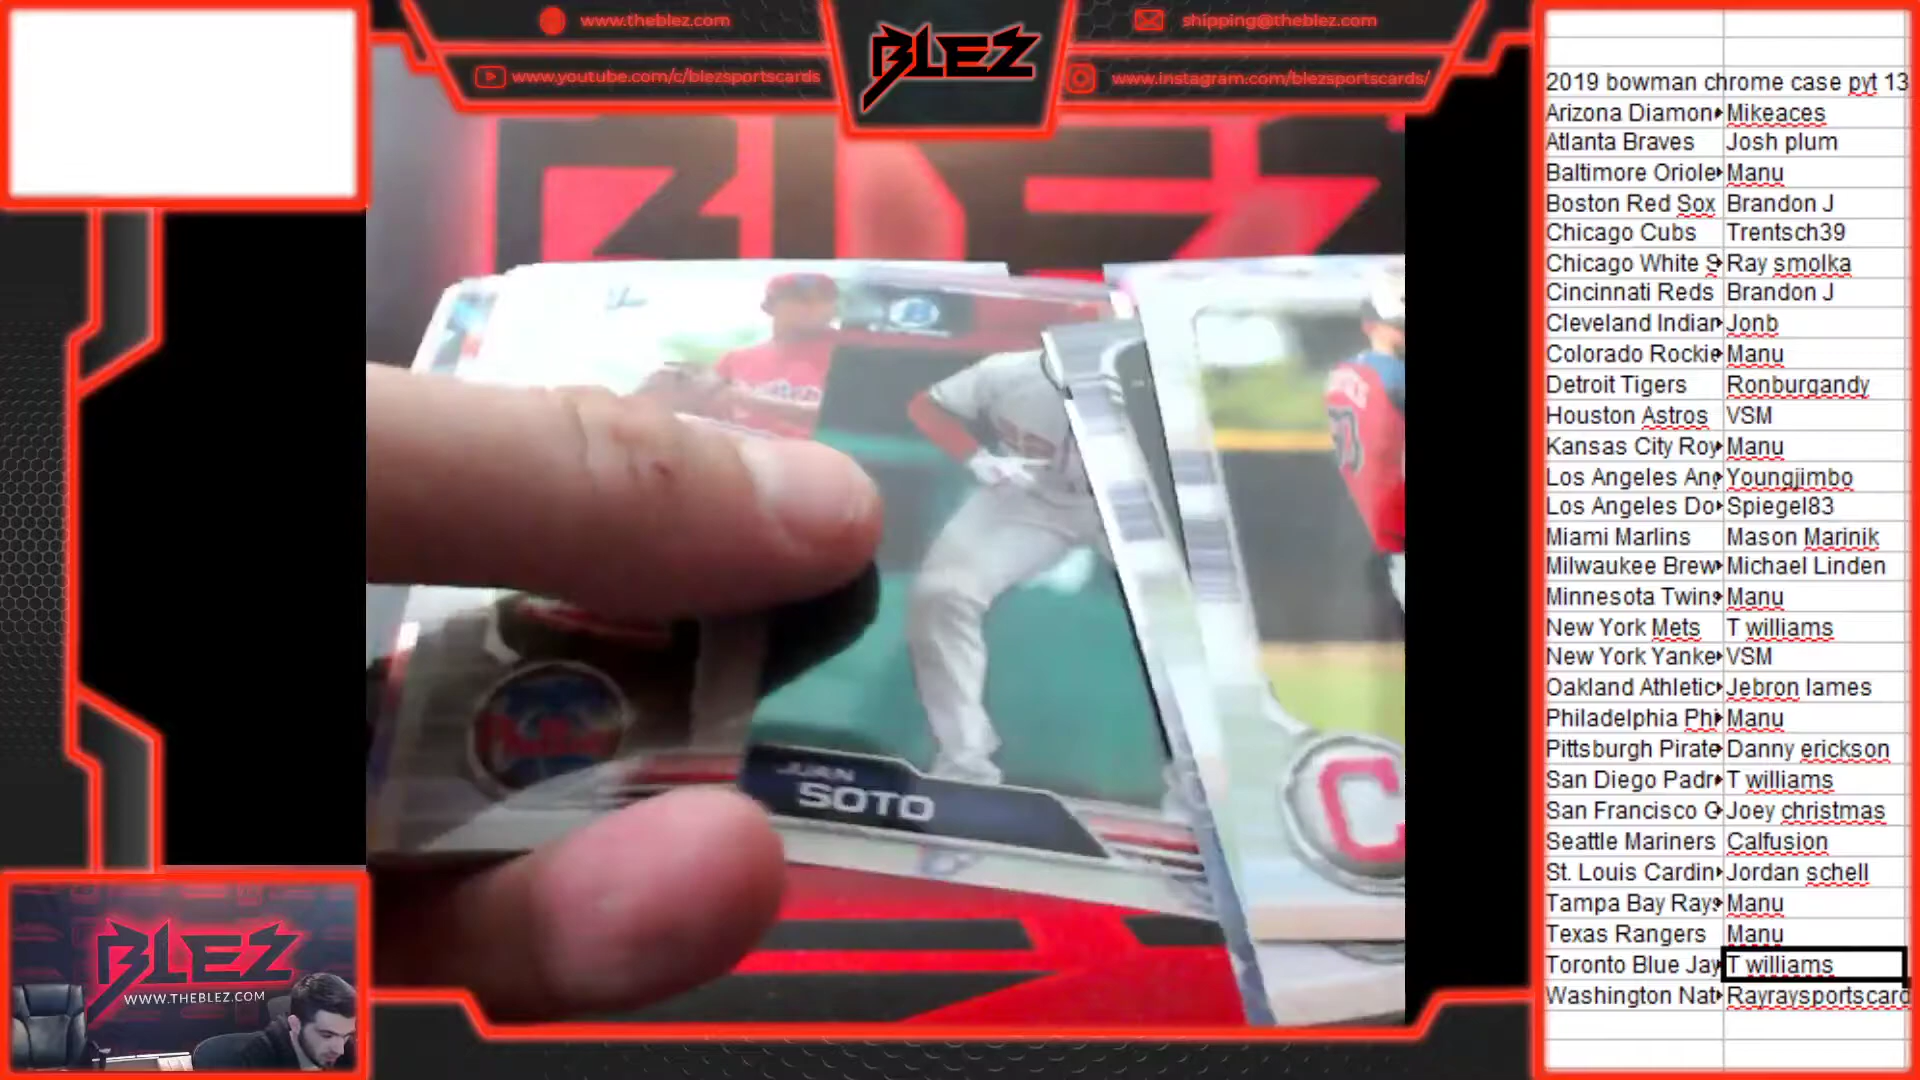 www.theblez.com
BLEZ
shipping@theblez.com
www.youtube.com/c/blezsportscards
www.instagram.com/blezsportscards/
BLEZ
JUAN
SOTO
Phillies
C
BLEZ
WWW.THEBLEZ.COM
2019 bowman chrome case pyt 13
Arizona Diamon Mikeaces
Atlanta Braves Josh plum
Baltimore Oriole Manu
Boston Red Sox Brandon J
Chicago Cubs Trentsch39
Chicago White S Ray smolka
Cincinnati Reds Brandon J
Cleveland Indian Jonb
Colorado Rockie Manu
Detroit Tigers Ronburgandy
Houston Astros VSM
Kansas City Roy Manu
Los Angeles Ang Youngjimbo
Los Angeles Do Spiegel83
Miami Marlins Mason Marinik
Milwaukee Brew Michael Linden
Minnesota Twins Manu
New York Mets T williams
New York Yanke VSM
Oakland Athletic Jebron lames
Philadelphia Phi Manu
Pittsburgh Pirate Danny erickson
San Diego Padr T williams
San Francisco G Joey christmas
Seattle Mariners Calfusion
St. Louis Cardin Jordan schell
Tampa Bay Rays Manu
Texas Rangers Manu
Toronto Blue Jay T williams
Washington Nat Rayraysportscard